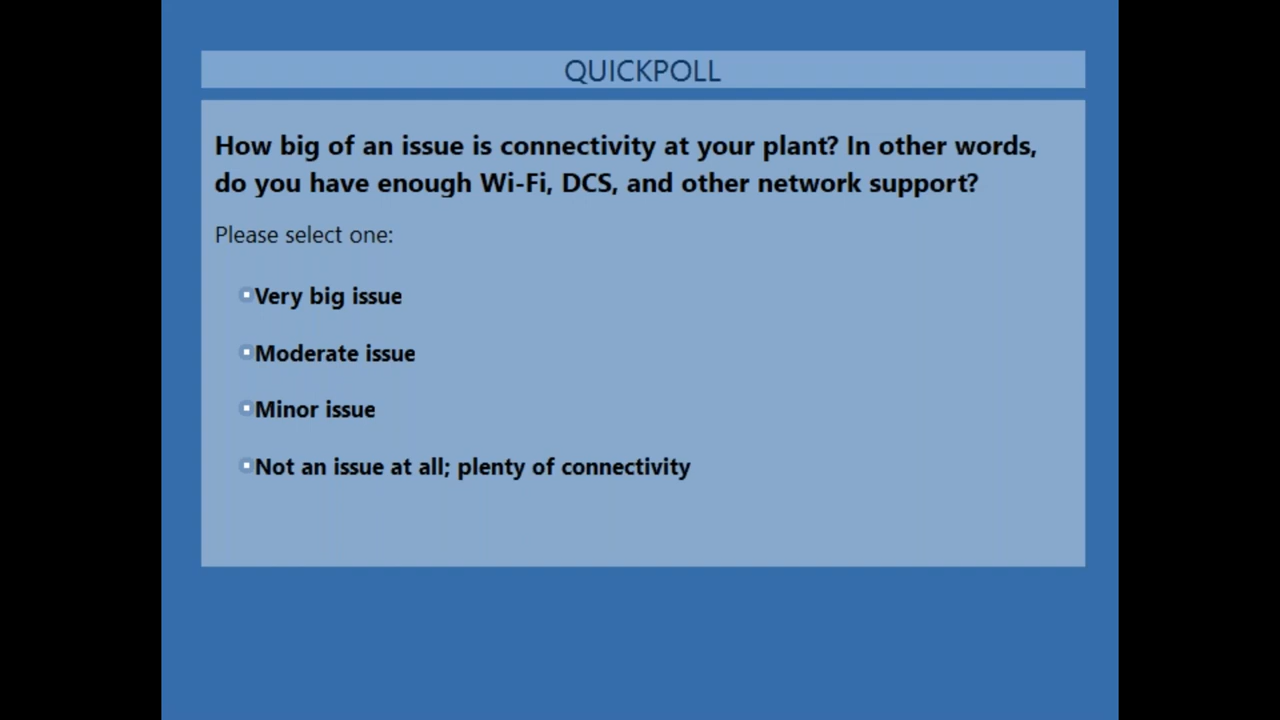 QUICKPOLL
How big of an issue is connectivity at your plant? In other words,
do you have enough Wi-Fi, DCS, and other network support?
Please select one:
Very big issue
Moderate issue
Minor issue
Not an issue at all; plenty of connectivity